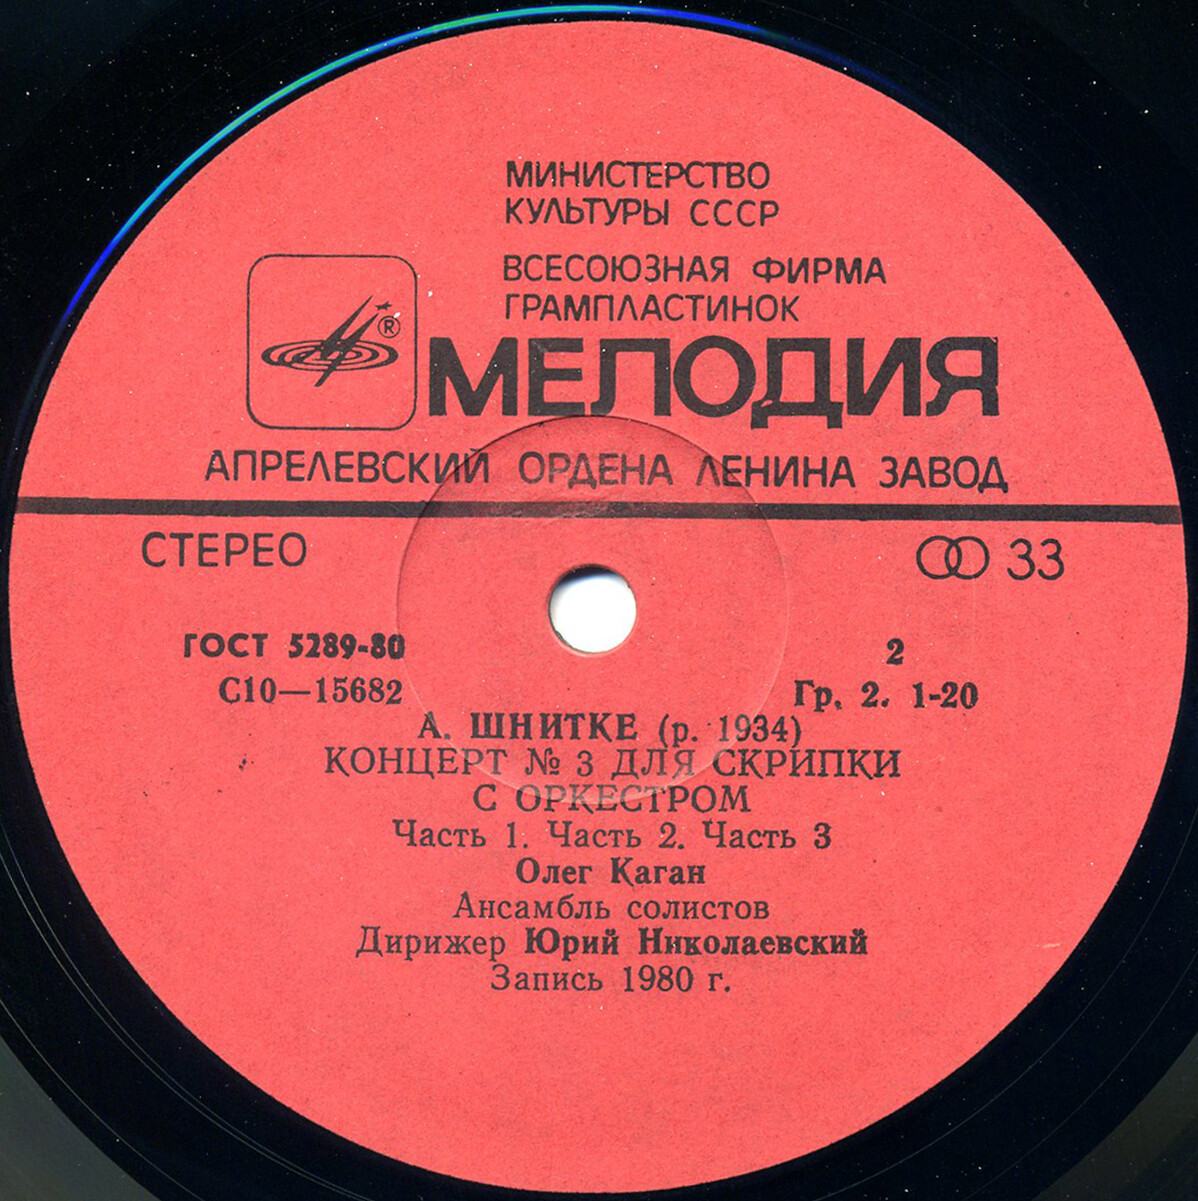 МИНИСТЕРСТВО
КУЛЬТУРЫ СССР
ВСЕСОЮЗНАЯ ФИРМА
ГРАМПЛАСТИНОК
®
МЕЛОДИЯ
АПРЕЛЕВСКИЙ ОРДЕНА ЛЕНИНА ЗАВОД
СТЕРЕО
33
ГОСТ 5289-80
2
С10—15682
Гр. 2. 1-20
А. ШНИТКЕ (р. 1934)
КОНЦЕРТ № 3 ДЛЯ СКРИПКИ
С ОРКЕСТРОМ
Часть 1. Часть 2. Часть 3
Олег Каган
Ансамбль солистов
Дирижер Юрий Николаевский
Запись 1980 г.